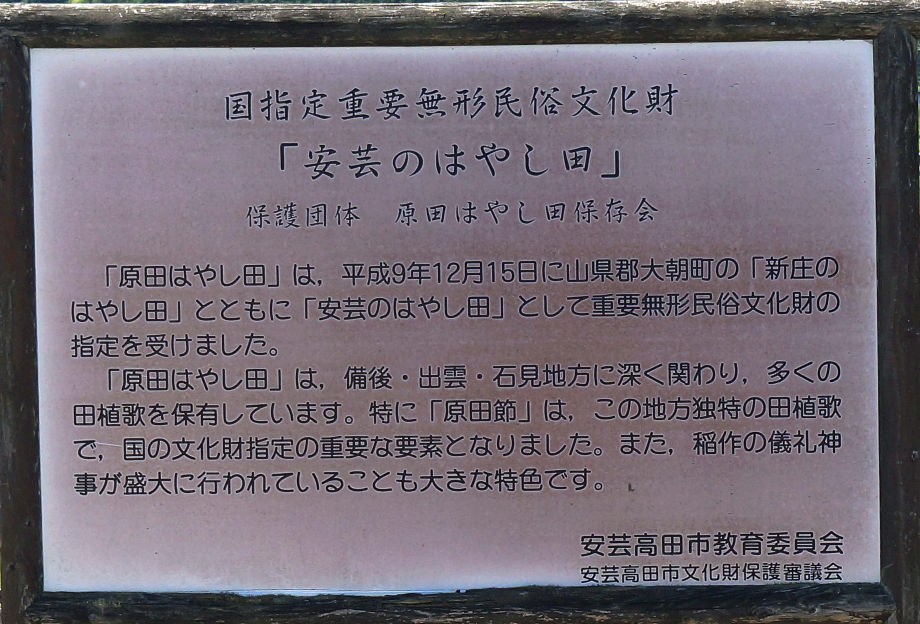 国指定重要無形民俗文化財
「安芸のはやし田」
保護団体　原田はやし田保存会
「原田はやし田」は，平成9年12月15日に山県郡大朝町の「新庄の
はやし田」とともに「安芸のはやし田」として重要無形民俗文化財の
指定を受けました。
「原田はやし田」は，備後・出雲・石見地方に深く関わり，多くの
田植歌を保有しています。特に「原田節」は，この地方独特の田植歌
で，国の文化財指定の重要な要素となりました。また，稲作の儀礼神
事が盛大に行われていることも大きな特色です。
安芸高田市教育委員会
安芸高田市文化財保護審議会